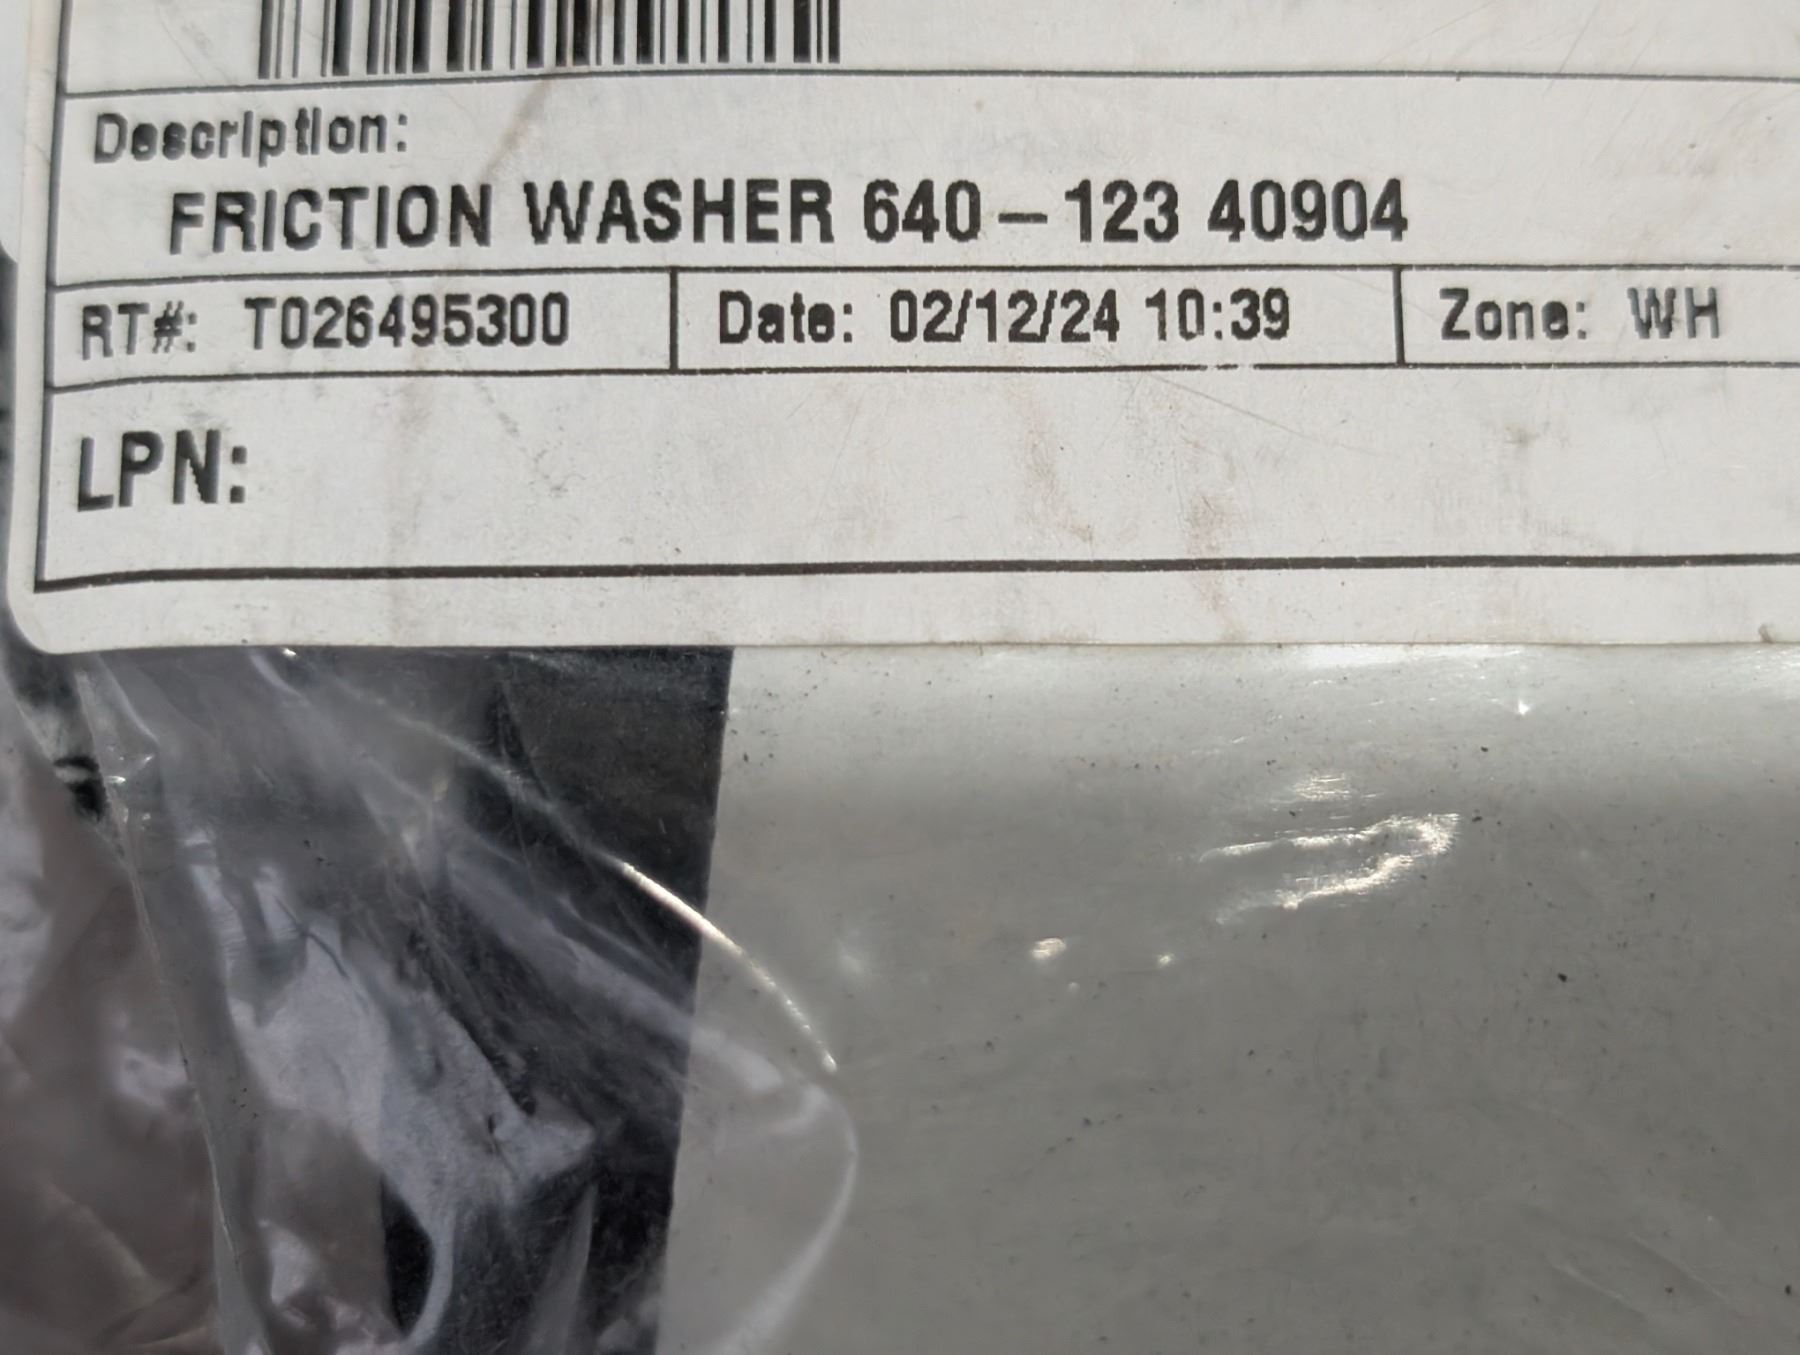 Description:
FRICTION WASHER 640-123 40904
RT#: T026495300 Date: 02/12/24 10:39 Zone: WH
LPN: